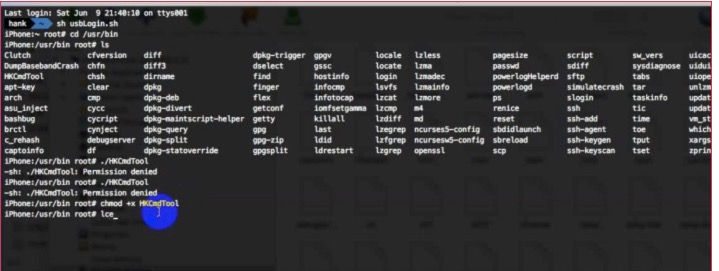 Last login: Sat Jun  9 21:40:10 on ttys001
hank ~ sh usbLogin.sh
iPhone:~ root# cd /usr/bin
iPhone:/usr/bin root# ls
Clutch cfversion diff dpkg-trigger gpgv locale lzless pagesize script sw_vers uicac
DumpBasebandCrash chfn diff3 dselect gssc locate lzma passwd sdiff sysdiagnose uidui
HKCmdTool chsh dirname find hostinfo login lzmadec powerlogHelperd sftp tabs uiope
apt-key clear dpkg finger infocmp lsvfs lzmainfo powerlogd simulatecrash tar unlzm
arch cmp dpkg-deb flex infotocap lzcat lzmore ps slogin taskinfo updat
asu_inject cycc dpkg-divert getconf iomfsetgamma lzcmp m4 renice ssh tic updat
bashbug cycript dpkg-maintscript-helper getty killall lzdiff md reset ssh-add time vm_st
brctl cynject dpkg-query gpg last lzegrep ncurses5-config sbdidlaunch ssh-agent toe which
c_rehash debugserver dpkg-split gpg-zip ldid lzfgrep ncursesw5-config sbreload ssh-keygen tput xargs
captoinfo df dpkg-statoverride gpgsplit ldrestart lzgrep openssl scp ssh-keyscan tset zprin
iPhone:/usr/bin root# ./HKCmdTool
-sh: ./HKCmdTool: Permission denied
iPhone:/usr/bin root# ./HKCmdTool
-sh: ./HKCmdTool: Permission denied
iPhone:/usr/bin root# chmod +x HKCmdTool
iPhone:/usr/bin root# lce_